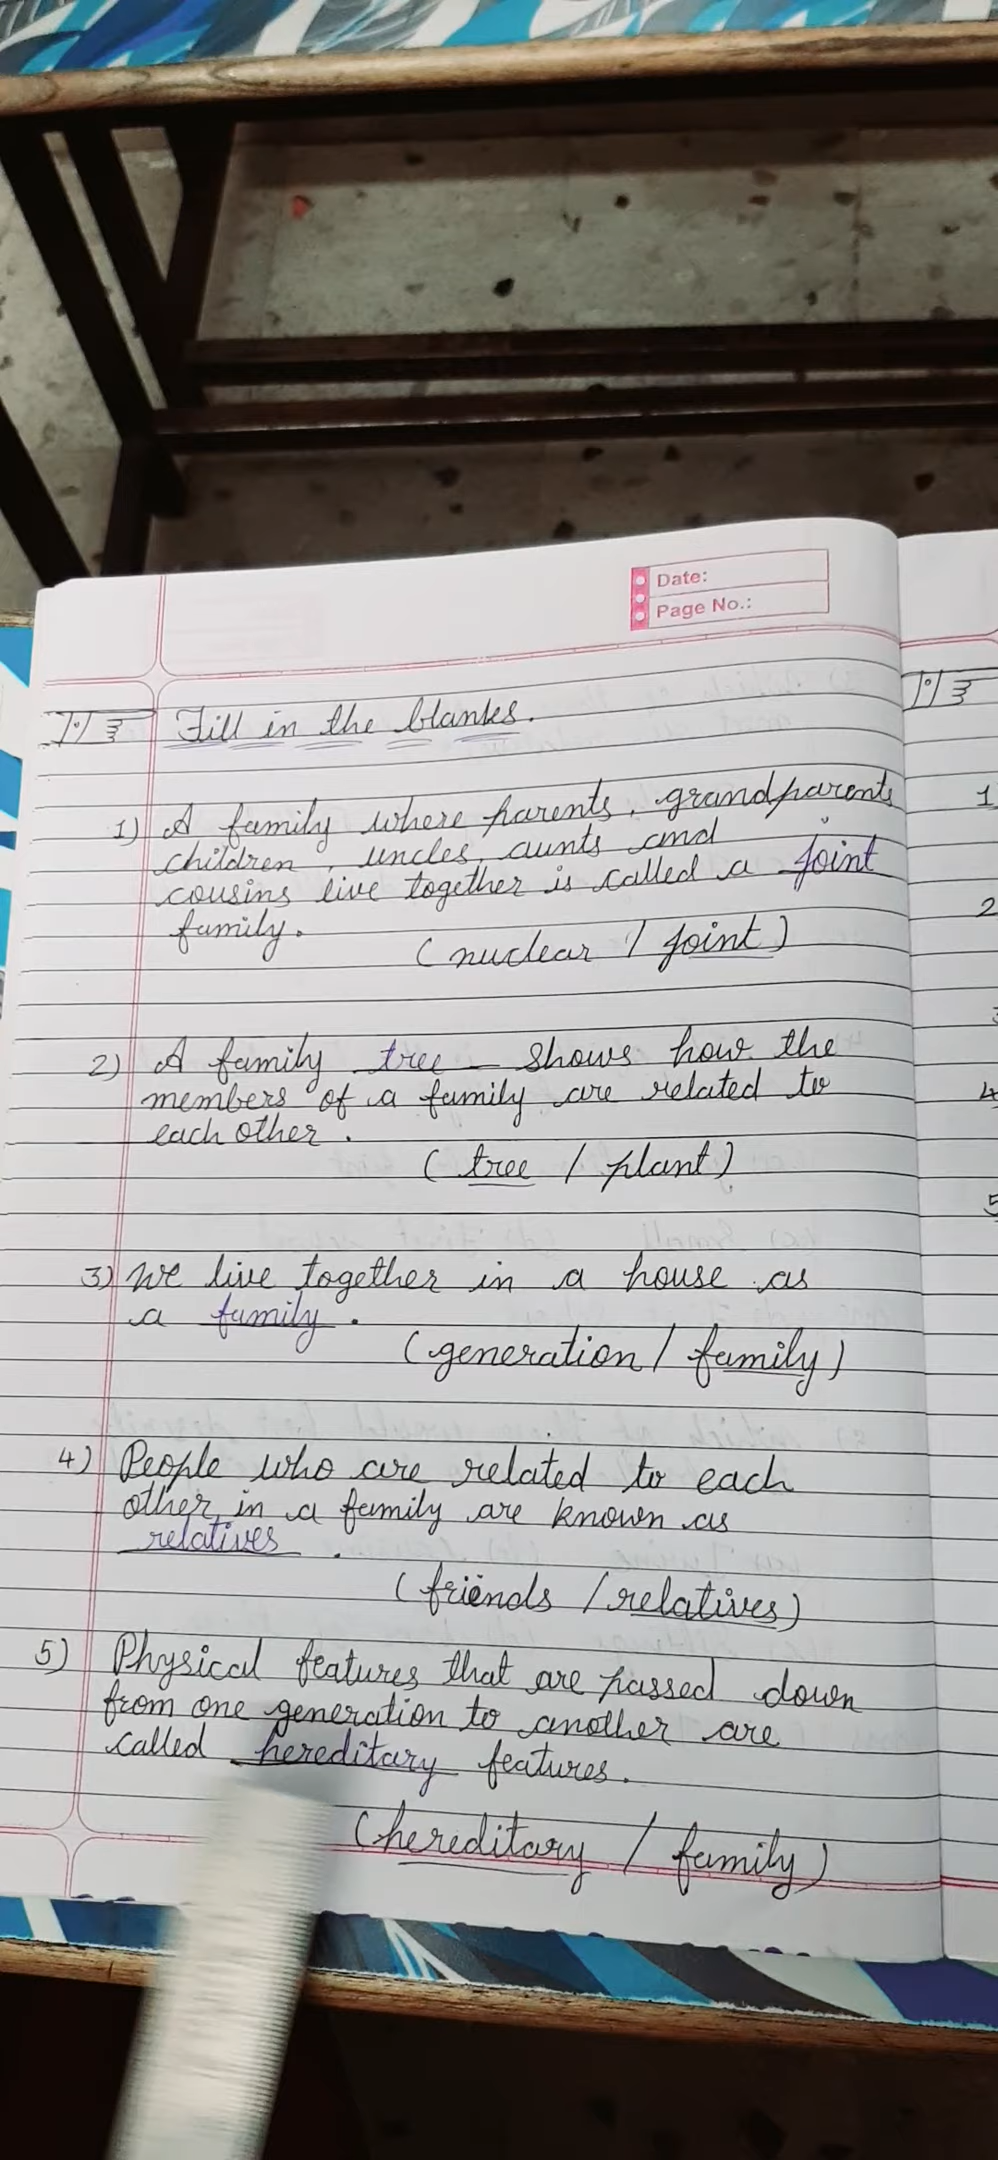 Date:
Page No.:
Fill in the blanks.
1) A family where parents, grandparents
children, uncles, aunts and
cousins live together is called a joint
family.
(nuclear / joint)
2) A family tree shows how the
members of a family are related to
each other.
(tree / plant)
3) We live together in a house as
a family.
(generation / family)
4) People who are related to each
other in a family are known as
relatives.
(friends / relatives)
5) Physical features that are passed down
from one generation to another are
called hereditary features.
(hereditary / family)
1
2
4
5